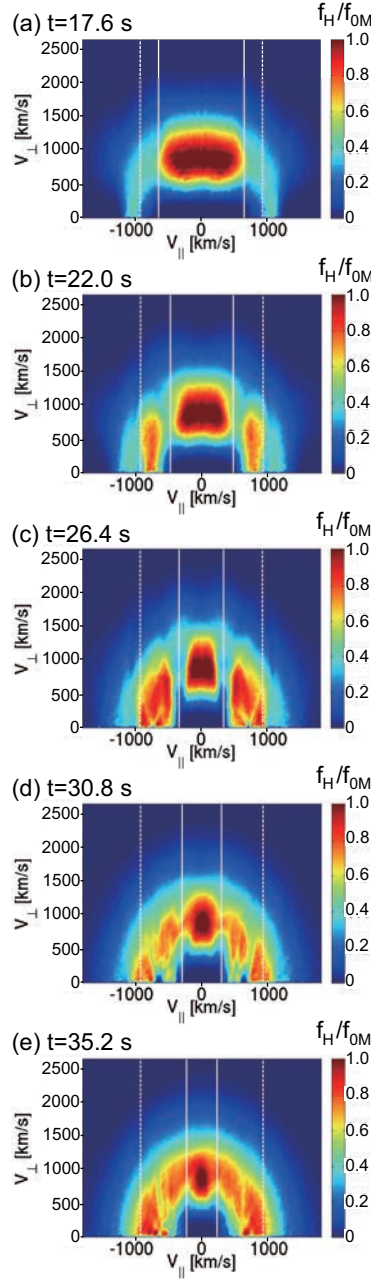 (a) t=17.6 s
f_H/f_0M
V_⊥ [km/s]
2500
2000
1500
1000
500
0
1.0
0.8
0.6
0.4
0.2
0
-1000 0 1000
V_|| [km/s]
(b) t=22.0 s
f_H/f_0M
V_⊥ [km/s]
2500
2000
1500
1000
500
0
1.0
0.8
0.6
0.4
0.2
0
-1000 0 1000
V_|| [km/s]
(c) t=26.4 s
f_H/f_0M
V_⊥ [km/s]
2500
2000
1500
1000
500
0
1.0
0.8
0.6
0.4
0.2
0
-1000 0 1000
V_|| [km/s]
(d) t=30.8 s
f_H/f_0M
V_⊥ [km/s]
2500
2000
1500
1000
500
0
1.0
0.8
0.6
0.4
0.2
0
-1000 0 1000
V_|| [km/s]
(e) t=35.2 s
f_H/f_0M
V_⊥ [km/s]
2500
2000
1500
1000
500
0
1.0
0.8
0.6
0.4
0.2
0
-1000 0 1000
V_|| [km/s]